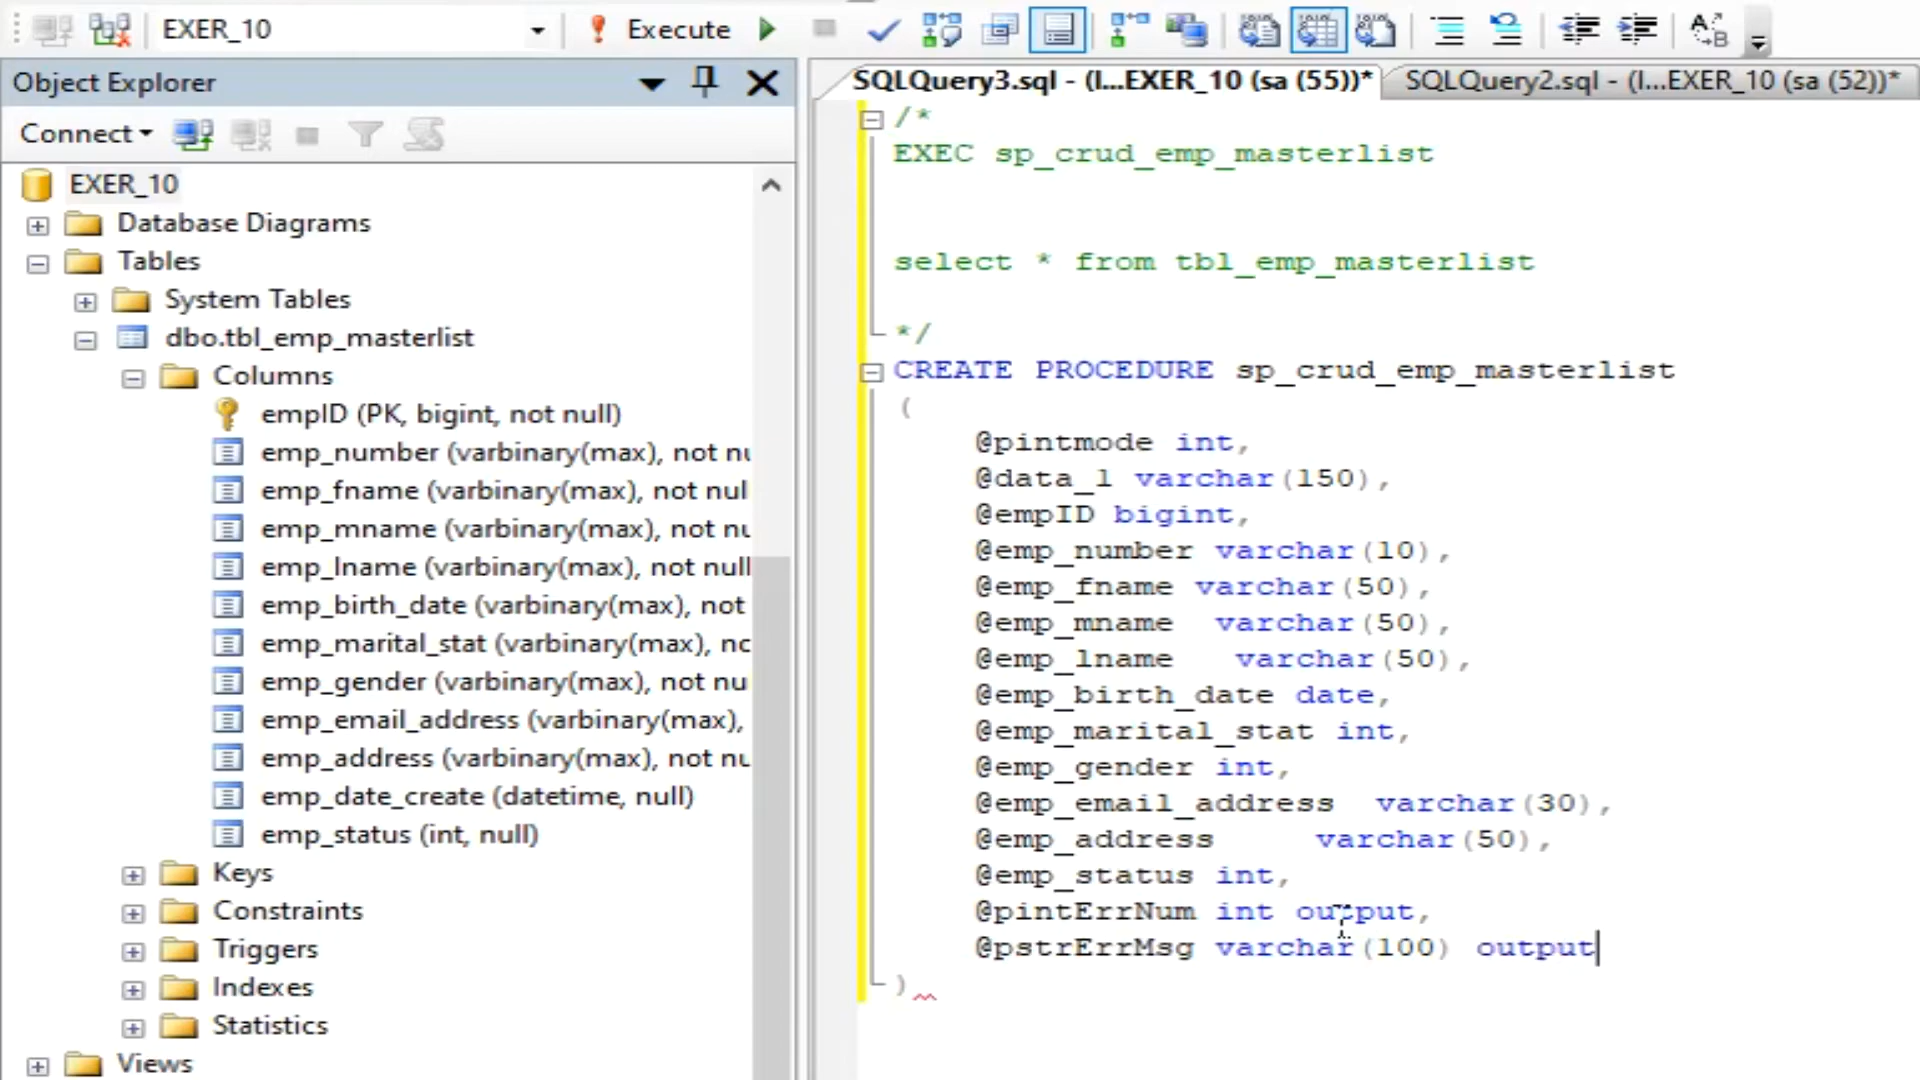 EXER_10
Execute
Object Explorer
Connect
EXER_10
Database Diagrams
Tables
System Tables
dbo.tbl_emp_masterlist
Columns
empID (PK, bigint, not null)
emp_number (varbinary(max), not nu
emp_fname (varbinary(max), not nul
emp_mname (varbinary(max), not nu
emp_lname (varbinary(max), not null
emp_birth_date (varbinary(max), not
emp_marital_stat (varbinary(max), nc
emp_gender (varbinary(max), not nu
emp_email_address (varbinary(max),
emp_address (varbinary(max), not nu
emp_date_create (datetime, null)
emp_status (int, null)
Keys
Constraints
Triggers
Indexes
Statistics
Views
SQLQuery3.sql - (l...EXER_10 (sa (55))*
SQLQuery2.sql - (l...EXER_10 (sa (52))*
/*
EXEC sp_crud_emp_masterlist
select * from tbl_emp_masterlist
*/
CREATE PROCEDURE sp_crud_emp_masterlist
(
@pintmode int,
@data_1 varchar(150),
@empID bigint,
@emp_number varchar(10),
@emp_fname varchar(50),
@emp_mname varchar(50),
@emp_lname varchar(50),
@emp_birth_date date,
@emp_marital_stat int,
@emp_gender int,
@emp_email_address varchar(30),
@emp_address varchar(50),
@emp_status int,
@pintErrNum int output,
@pstrErrMsg varchar(100) output
)